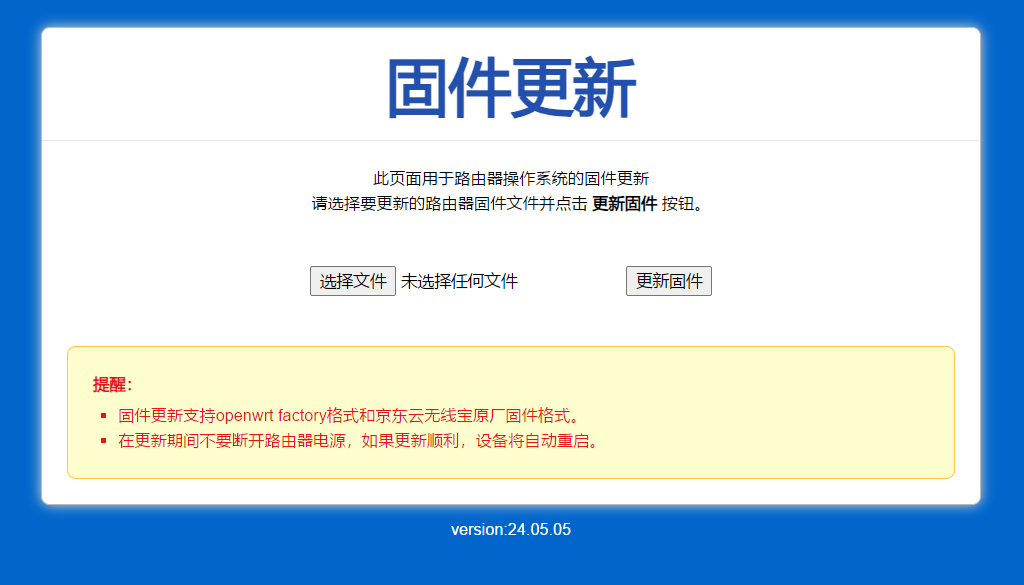 固件更新
此页面用于路由器操作系统的固件更新
请选择要更新的路由器固件文件并点击 更新固件 按钮。
选择文件 未选择任何文件 更新固件
提醒：
固件更新支持openwrt factory格式和京东云无线宝原厂固件格式。
在更新期间不要断开路由器电源，如果更新顺利，设备将自动重启。
version:24.05.05